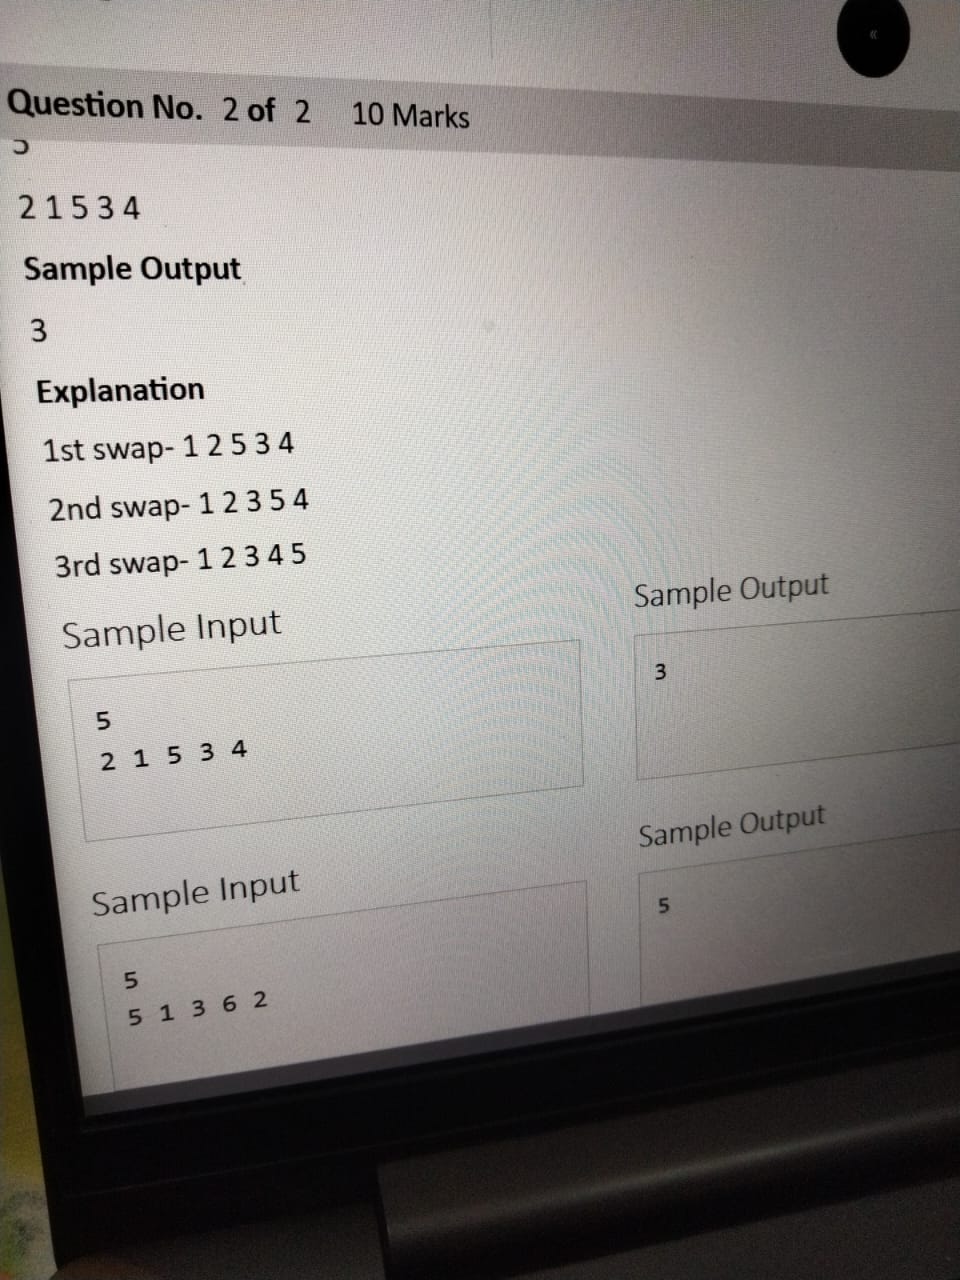 «
Question No. 2 of 2 10 Marks
2 1 5 3 4
Sample Output
3
Explanation
1st swap- 1 2 5 3 4
2nd swap- 1 2 3 5 4
3rd swap- 1 2 3 4 5
Sample Input
5
2 1 5 3 4
Sample Output
3
Sample Input
5
5 1 3 6 2
Sample Output
5